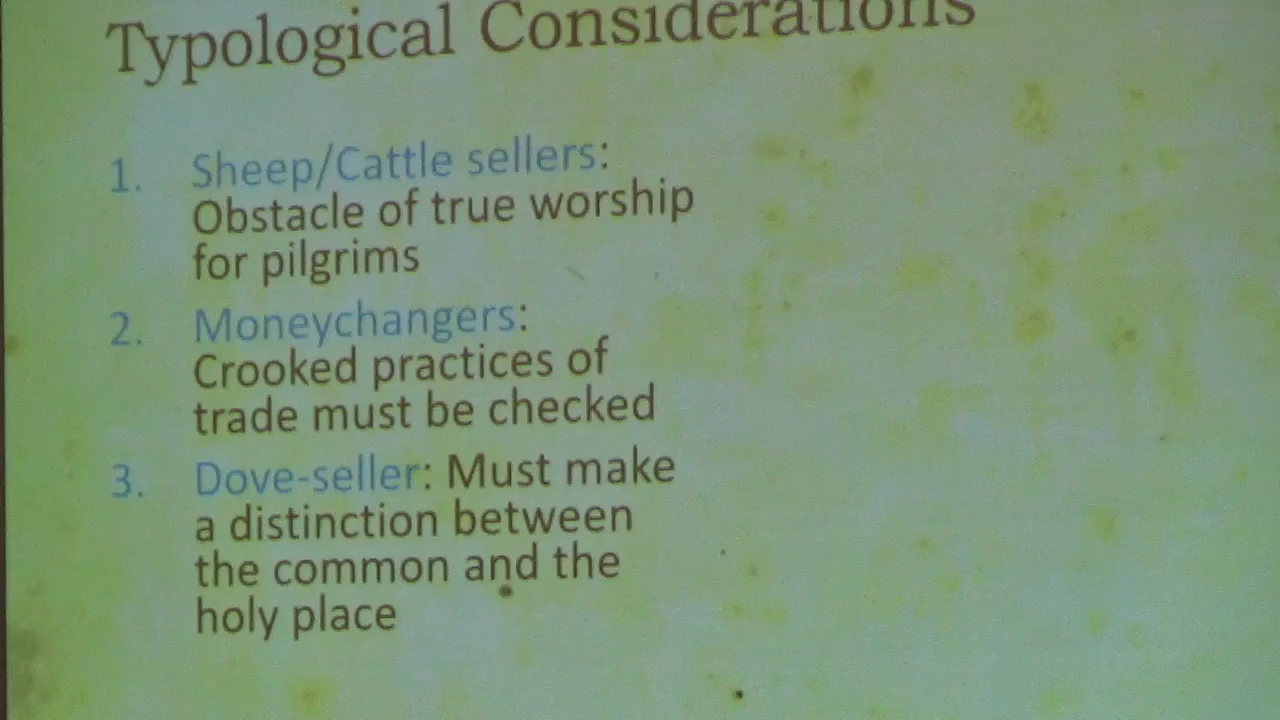 Typological Considerations
1. Sheep/Cattle sellers:
Obstacle of true worship
for pilgrims
2. Moneychangers:
Crooked practices of
trade must be checked
3. Dove-seller: Must make
a distinction between
the common and the
holy place